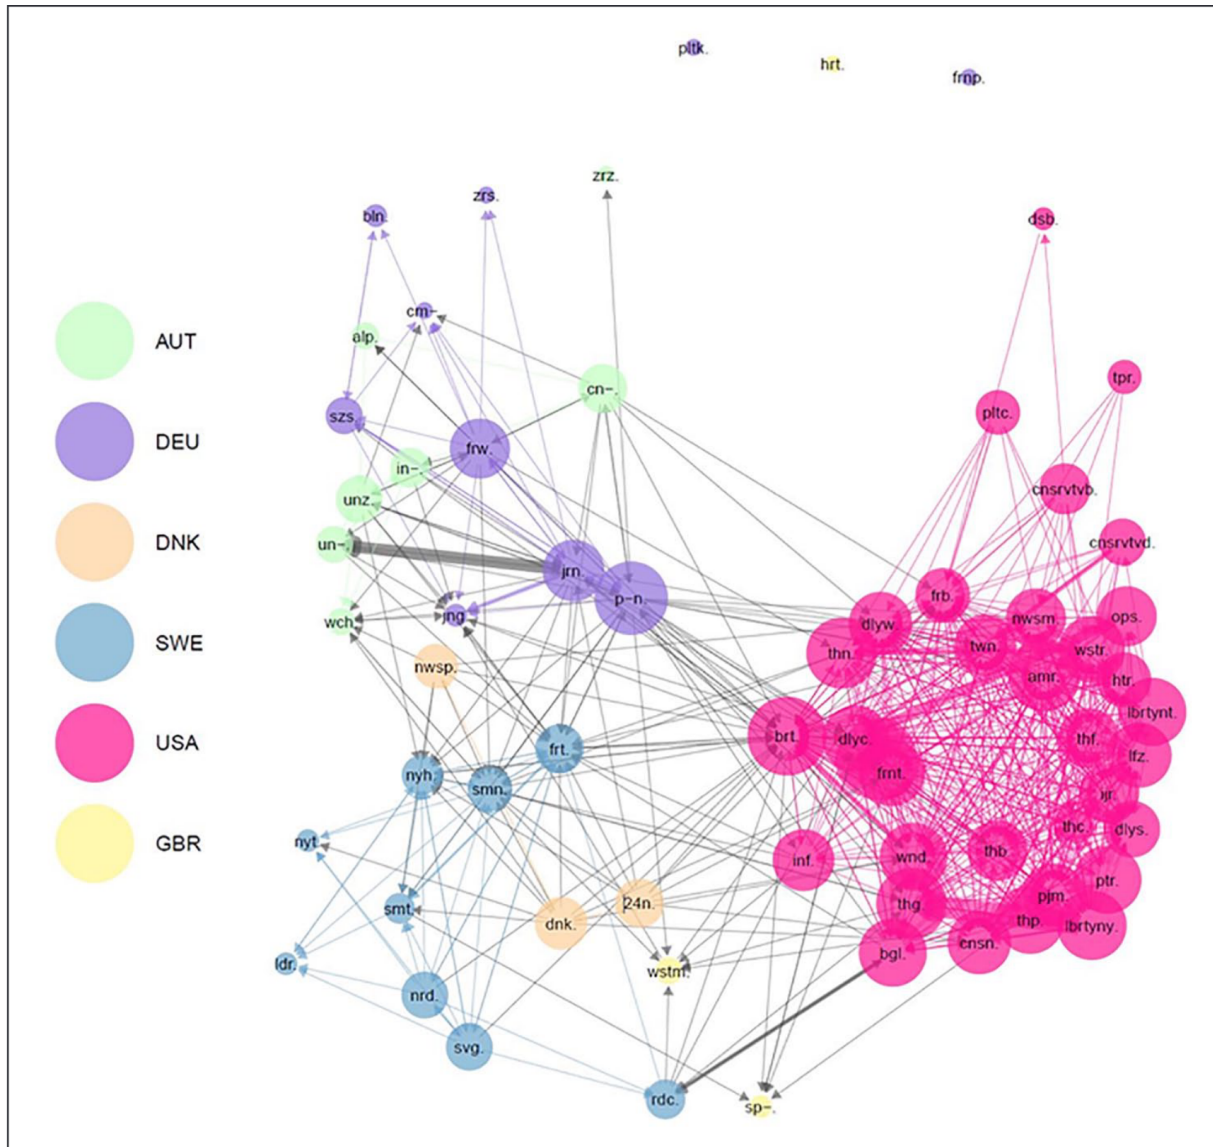 pltk.
hrt.
frnp.
zrz.
zrs.
bln.
dsb.
cm-
alp.
AUT
cn-.
tpr.
pltc.
szs.
DEU
frw.
in-.
unz.
cnsrvtvb.
un-.
DNK
cnsrvtvd.
jrn.
p-n.
frb.
jng
wch.
dlyw.
nwsm.
ops.
SWE
thn.
twn.
wstr.
nwsp.
amr.
htr.
lbrtynt.
USA
brt.
dlyc.
thf.
frt.
lfz.
nyh.
smn.
frnt.
pjr.
thc.
dlys.
GBR
nyt.
inf.
wnd.
thb.
ptr.
smt.
24n.
thg.
pjm.
dnk.
thp.
lbrtyny.
bgl.
cnsn.
ldr.
wstm.
nrd.
svg.
rdc.
sp-.